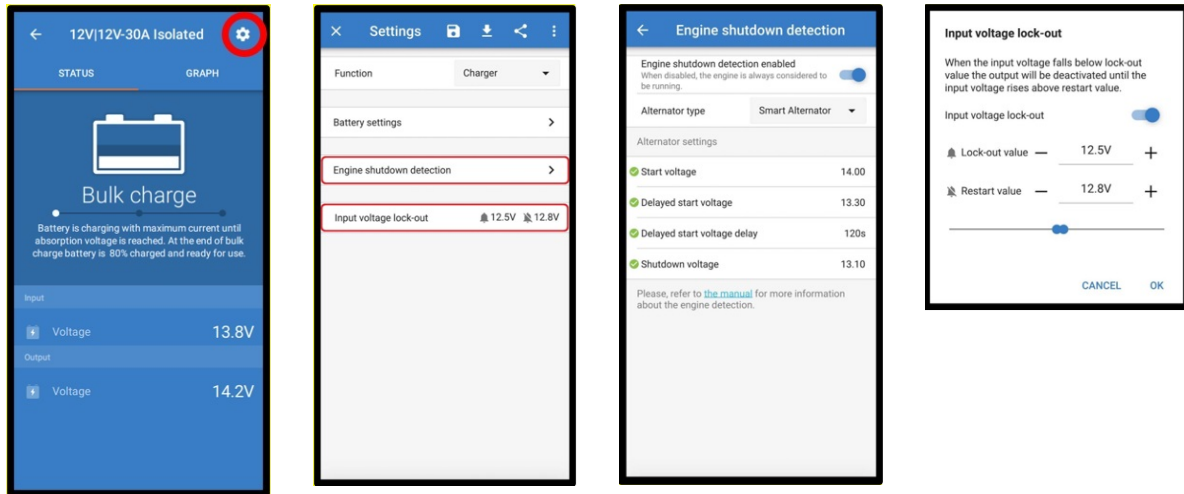 12V|12V-30A Isolated
STATUS
GRAPH
Bulk charge
Battery is charging with maximum current until
absorption voltage is reached. At the end of bulk
charge battery is 80% charged and ready for use.
Input
Voltage 13.8V
Output
Voltage 14.2V
Settings
Function Charger
Battery settings
Engine shutdown detection
Input voltage lock-out 12.5V 12.8V
Engine shutdown detection
Engine shutdown detection enabled
When disabled, the engine is always considered to
be running.
Alternator type Smart Alternator
Alternator settings
Start voltage 14.00
Delayed start voltage 13.30
Delayed start voltage delay 120s
Shutdown voltage 13.10
Please, refer to the manual for more information
about the engine detection.
Input voltage lock-out
When the input voltage falls below lock-out
value the output will be deactivated until the
input voltage rises above restart value.
Input voltage lock-out
Lock-out value — 12.5V +
Restart value — 12.8V +
CANCEL OK